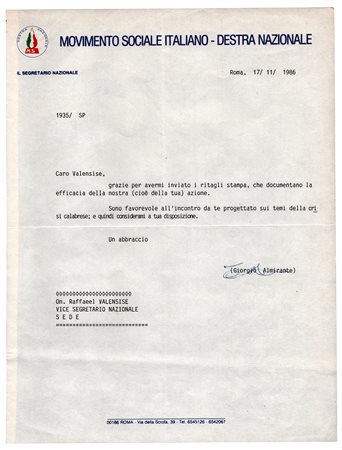 DESTRA NAZIONALE
M.S.I.
MOVIMENTO SOCIALE ITALIANO - DESTRA NAZIONALE
IL SEGRETARIO NAZIONALE
Roma, 17/ 11/ 1986
1935/ SP
Caro Valensise,
grazie per avermi inviato i ritagli stampa, che documentano la
efficacia della nostra (cioè della tua) azione.
Sono favorevole all'incontro da te progettato sui temi della cri
si calabrese; e quindi considerami a tua disposizione.
Un abbraccio
(Giorgio Almirante)
◊◊◊◊◊◊◊◊◊◊◊◊◊◊◊◊◊◊◊◊◊◊
On. Raffaeel VALENSISE
VICE SEGRETARIO NAZIONALE
S E D E
===========================
00186 ROMA - Via della Scrofa, 39 - Tel. 6545126 - 6542067